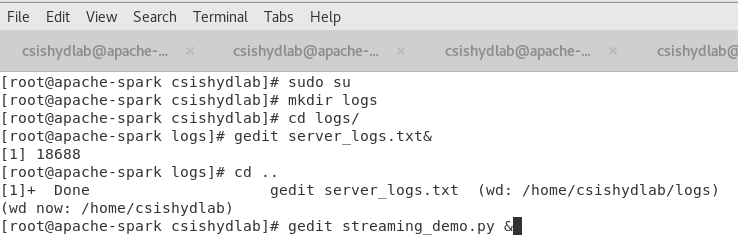 File Edit View Search Terminal Tabs Help
csishydlab@apache-... × csishydlab@apache-... × csishydlab@apache-... × csishydlab@
[root@apache-spark csishydlab]# sudo su
[root@apache-spark csishydlab]# mkdir logs
[root@apache-spark csishydlab]# cd logs/
[root@apache-spark logs]# gedit server_logs.txt&
[1] 18688
[root@apache-spark logs]# cd ..
[1]+  Done                    gedit server_logs.txt  (wd: /home/csishydlab/logs)
(wd now: /home/csishydlab)
[root@apache-spark csishydlab]# gedit streaming_demo.py &